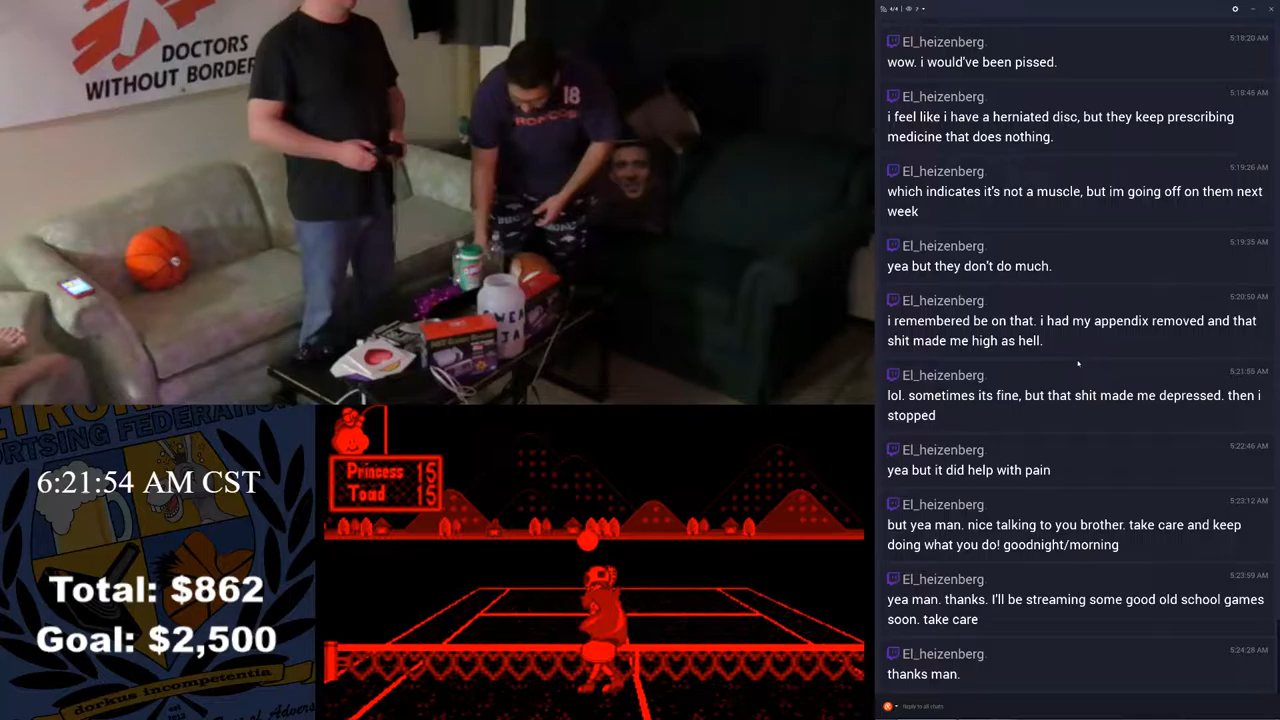 DOCTORS
WITHOUT BORDER
18
BRONCOS
6:21:54 AM CST
Total: $862
Goal: $2,500
dorkus incompetentia
Princess 15
Toad 15
4/4
7
El_heizenberg.
5:18:20 AM
wow. i would've been pissed.
El_heizenberg.
5:18:45 AM
i feel like i have a herniated disc, but they keep prescribing
medicine that does nothing.
El_heizenberg.
5:19:26 AM
which indicates it's not a muscle, but im going off on them next
week
El_heizenberg.
5:19:35 AM
yea but they don't do much.
El_heizenberg.
5:20:50 AM
i remembered be on that. i had my appendix removed and that
shit made me high as hell.
El_heizenberg.
5:21:55 AM
lol. sometimes its fine, but that shit made me depressed. then i
stopped
El_heizenberg.
5:22:46 AM
yea but it did help with pain
El_heizenberg.
5:23:12 AM
but yea man. nice talking to you brother. take care and keep
doing what you do! goodnight/morning
El_heizenberg.
5:23:59 AM
yea man. thanks. I'll be streaming some good old school games
soon. take care
El_heizenberg.
5:24:28 AM
thanks man.
Reply to all chats